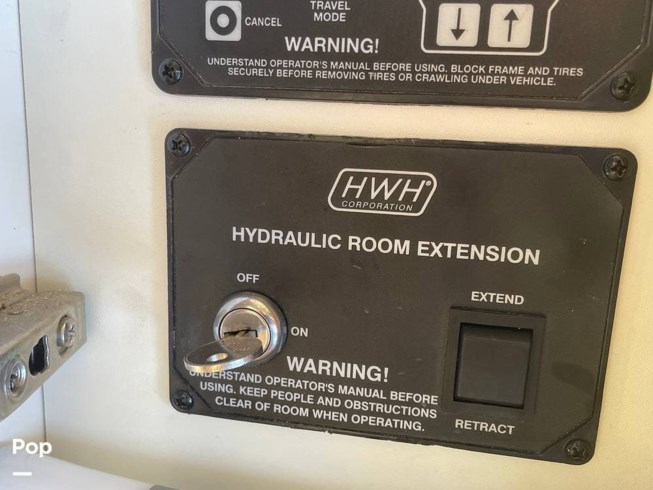 CANCEL
TRAVEL
MODE
WARNING!
UNDERSTAND OPERATOR'S MANUAL BEFORE USING. BLOCK FRAME AND TIRES
SECURELY BEFORE REMOVING TIRES OR CRAWLING UNDER VEHICLE.
HWH®
CORPORATION
HYDRAULIC ROOM EXTENSION
OFF
ON
EXTEND
RETRACT
WARNING!
UNDERSTAND OPERATOR'S MANUAL BEFORE
USING. KEEP PEOPLE AND OBSTRUCTIONS
CLEAR OF ROOM WHEN OPERATING.
Pop